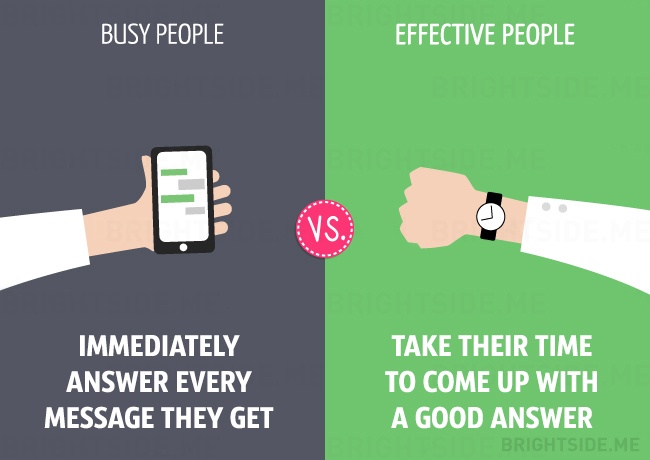 BUSY PEOPLE
EFFECTIVE PEOPLE
VS.
IMMEDIATELY
ANSWER EVERY
MESSAGE THEY GET
TAKE THEIR TIME
TO COME UP WITH
A GOOD ANSWER
BRIGHTSIDE.ME